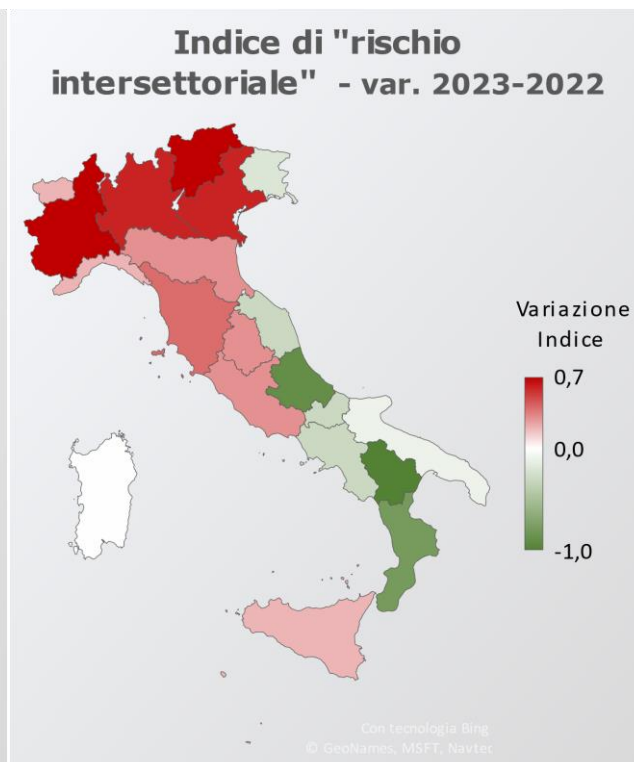 Indice di "rischio
intersettoriale" - var. 2023-2022
Variazione
Indice
0,7
0,0
-1,0
Con tecnologia Bing
© GeoNames, MSFT, Navtec